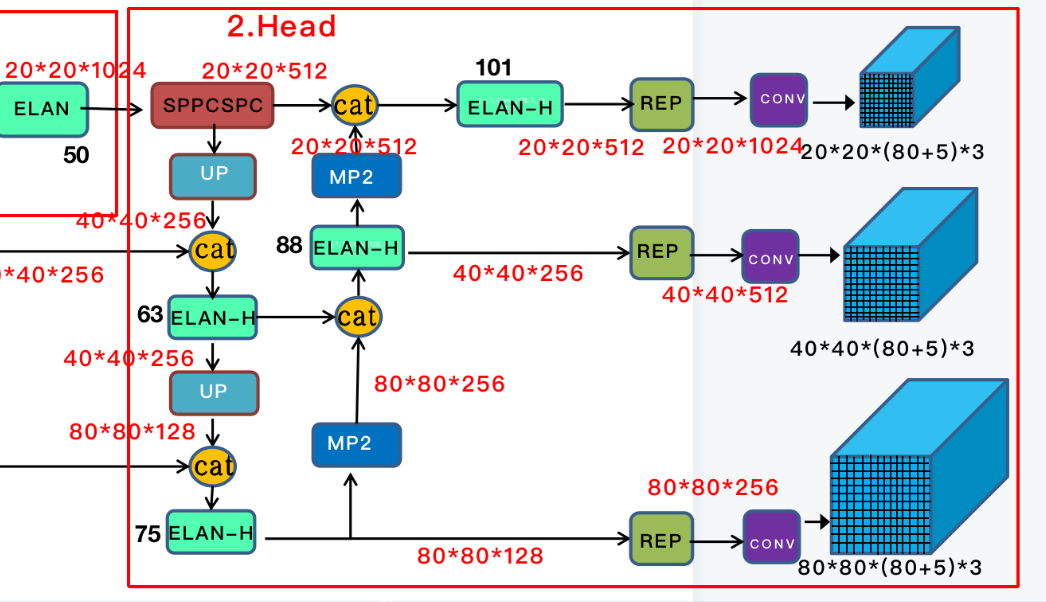 2.Head
20*20*1024
20*20*512
101
ELAN
SPPCSPC
cat
ELAN-H
REP
CONV
50
20*20*512
20*20*512
20*20*1024
20*20*(80+5)*3
UP
MP2
40*40*256
cat
88
ELAN-H
REP
CONV
*40*256
40*40*256
40*40*512
63
ELAN-H
cat
40*40*(80+5)*3
40*40*256
UP
80*80*256
80*80*128
MP2
cat
80*80*256
75
ELAN-H
REP
CONV
80*80*128
80*80*(80+5)*3